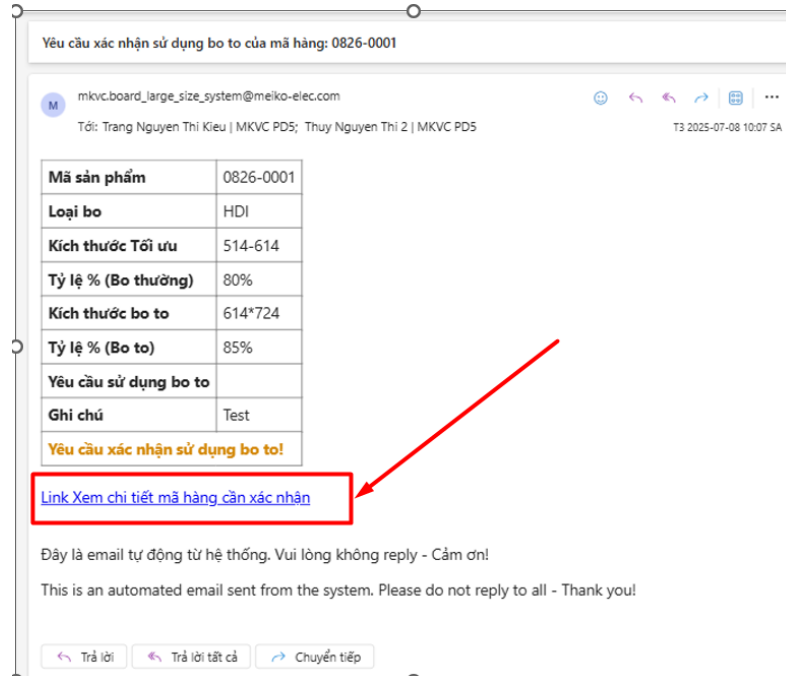 Yêu cầu xác nhận sử dụng bo to của mã hàng: 0826-0001
M
mkvc.board_large_size_system@meiko-elec.com
Tới: Trang Nguyen Thi Kieu | MKVC PD5; Thuy Nguyen Thi 2 | MKVC PD5
T3 2025-07-08 10:07 SA
Mã sản phẩm 0826-0001
Loại bo HDI
Kích thước Tối ưu 514-614
Tỷ lệ % (Bo thường) 80%
Kích thước bo to 614*724
Tỷ lệ % (Bo to) 85%
Yêu cầu sử dụng bo to
Ghi chú Test
Yêu cầu xác nhận sử dụng bo to!
Link Xem chi tiết mã hàng cần xác nhận
Đây là email tự động từ hệ thống. Vui lòng không reply - Cảm ơn!
This is an automated email sent from the system. Please do not reply to all - Thank you!
Trả lời Trả lời tất cả Chuyển tiếp